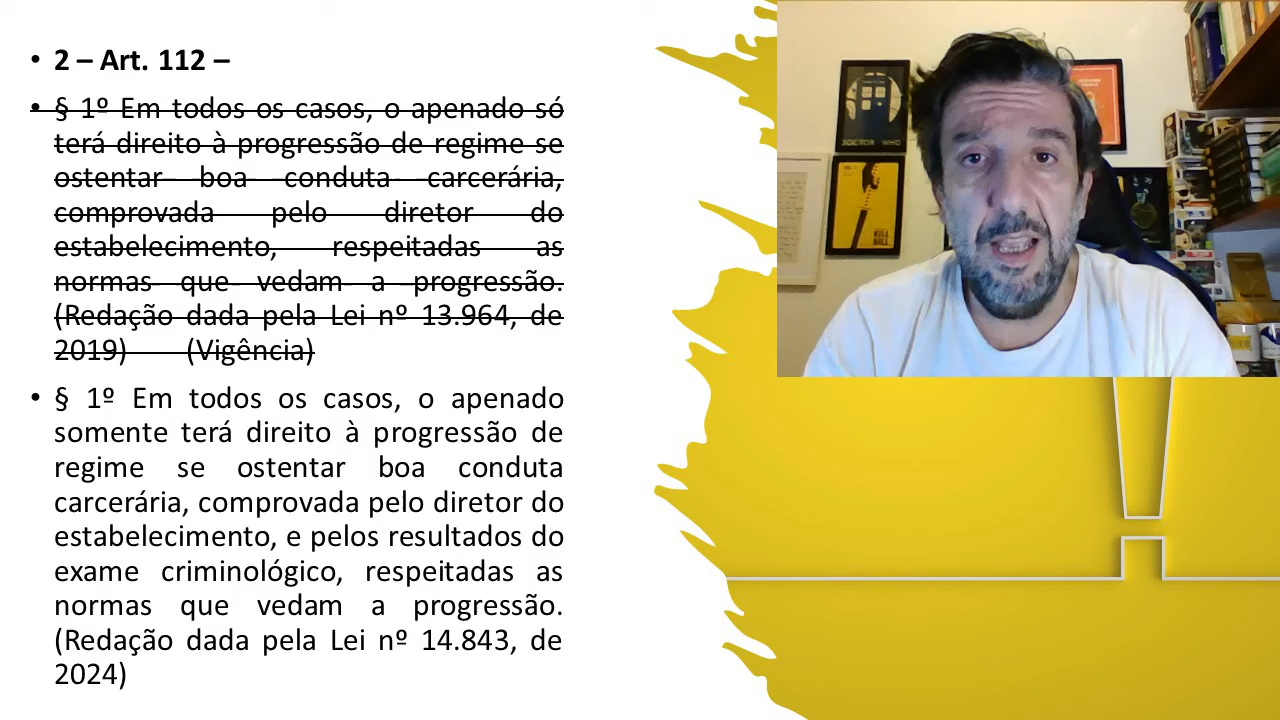 • 2 – Art. 112 –
• § 1º Em todos os casos, o apenado só
terá direito à progressão de regime se
ostentar boa conduta carcerária,
comprovada pelo diretor do
estabelecimento, respeitadas as
normas que vedam a progressão.
(Redação dada pela Lei nº 13.964, de
2019) (Vigência)
• § 1º Em todos os casos, o apenado
somente terá direito à progressão de
regime se ostentar boa conduta
carcerária, comprovada pelo diretor do
estabelecimento, e pelos resultados do
exame criminológico, respeitadas as
normas que vedam a progressão.
(Redação dada pela Lei nº 14.843, de
2024)
DOCTOR WHO
KILL
BILL